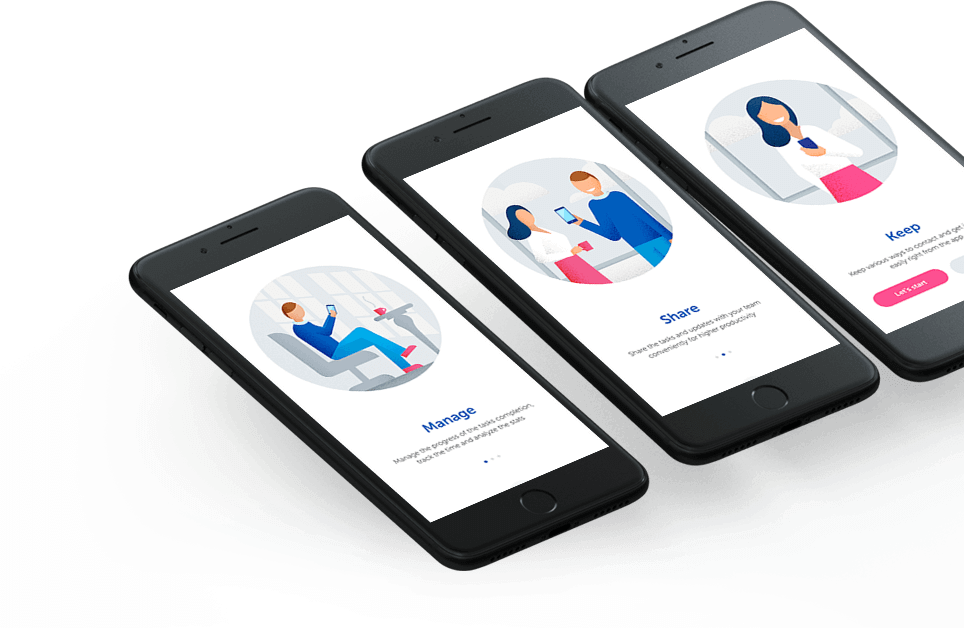 Manage
Manage the progress of the tasks completion,
track the time and analyze the stats
Share
Share the tasks and updates with your team
conveniently for higher productivity
Keep
Keep various ways to contact and get
easily right from the app
Let's start